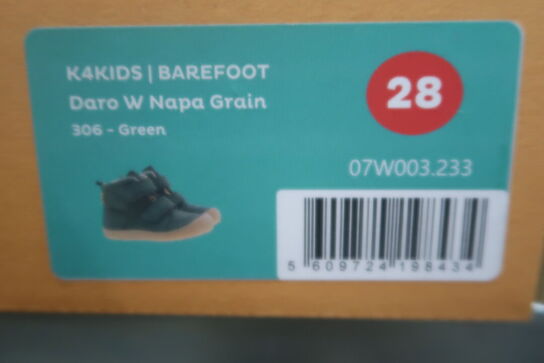 K4KIDS | BAREFOOT
Daro W Napa Grain
306 - Green
28
07W003.233
5 609724 198434